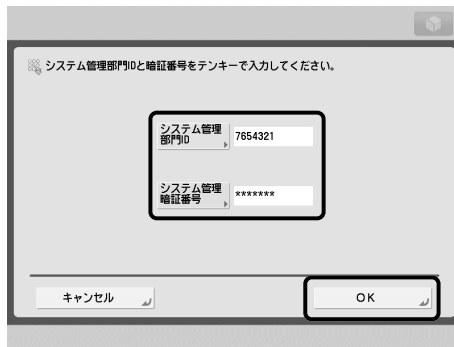 システム管理部門IDと暗証番号をテンキーで入力してください。
システム管理
部門ID
7654321
システム管理
暗証番号
*******
キャンセル
OK